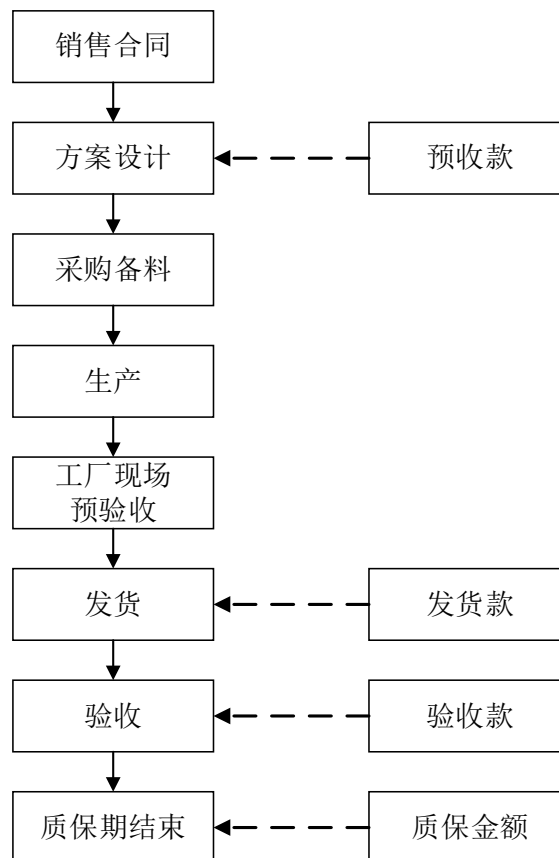 销售合同
方案设计
预收款
采购备料
生产
工厂现场
预验收
发货
发货款
验收
验收款
质保期结束
质保金额